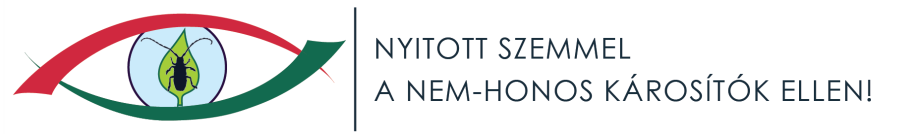 NYITOTT SZEMMEL
A NEM-HONOS KÁROSÍTÓK ELLEN!